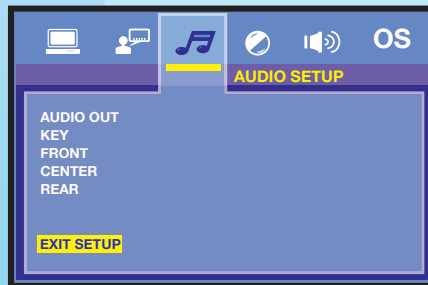 OS
AUDIO SETUP
AUDIO OUT
KEY
FRONT
CENTER
REAR
EXIT SETUP